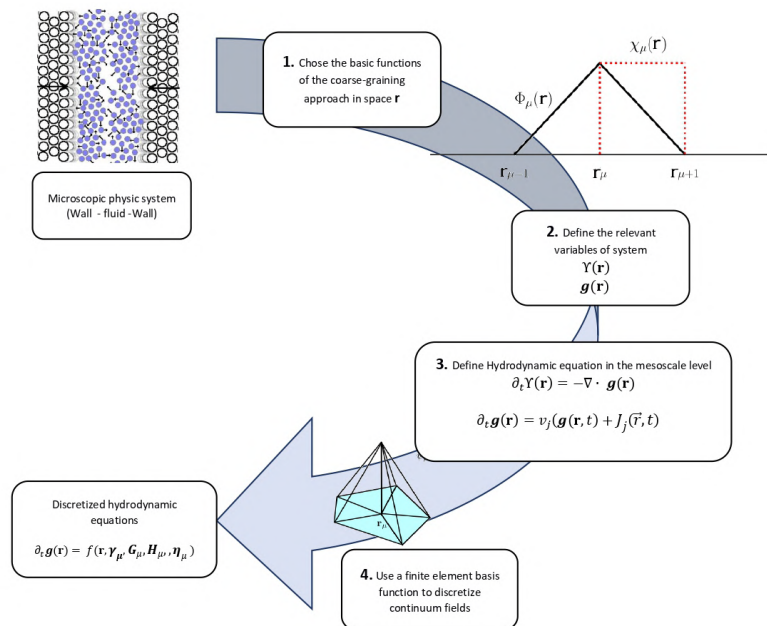 1. Chose the basic functions
of the coarse-graining
approach in space r
χμ(r)
Φμ(r)
rμ−1
rμ
rμ+1
Microscopic physic system
(Wall - fluid -Wall)
2. Define the relevant
variables of system
ϒ(r)
g(r)
3. Define Hydrodynamic equation in the mesoscale level
∂tϒ(r) = −∇ · g(r)
∂tg(r) = vj(g(r, t) + Jj(r⃗, t)
rμ
Discretized hydrodynamic
equations
∂tg(r) = f(r, γμ, Gμ, Hμ, , ημ )
4. Use a finite element basis
function to discretize
continuum fields